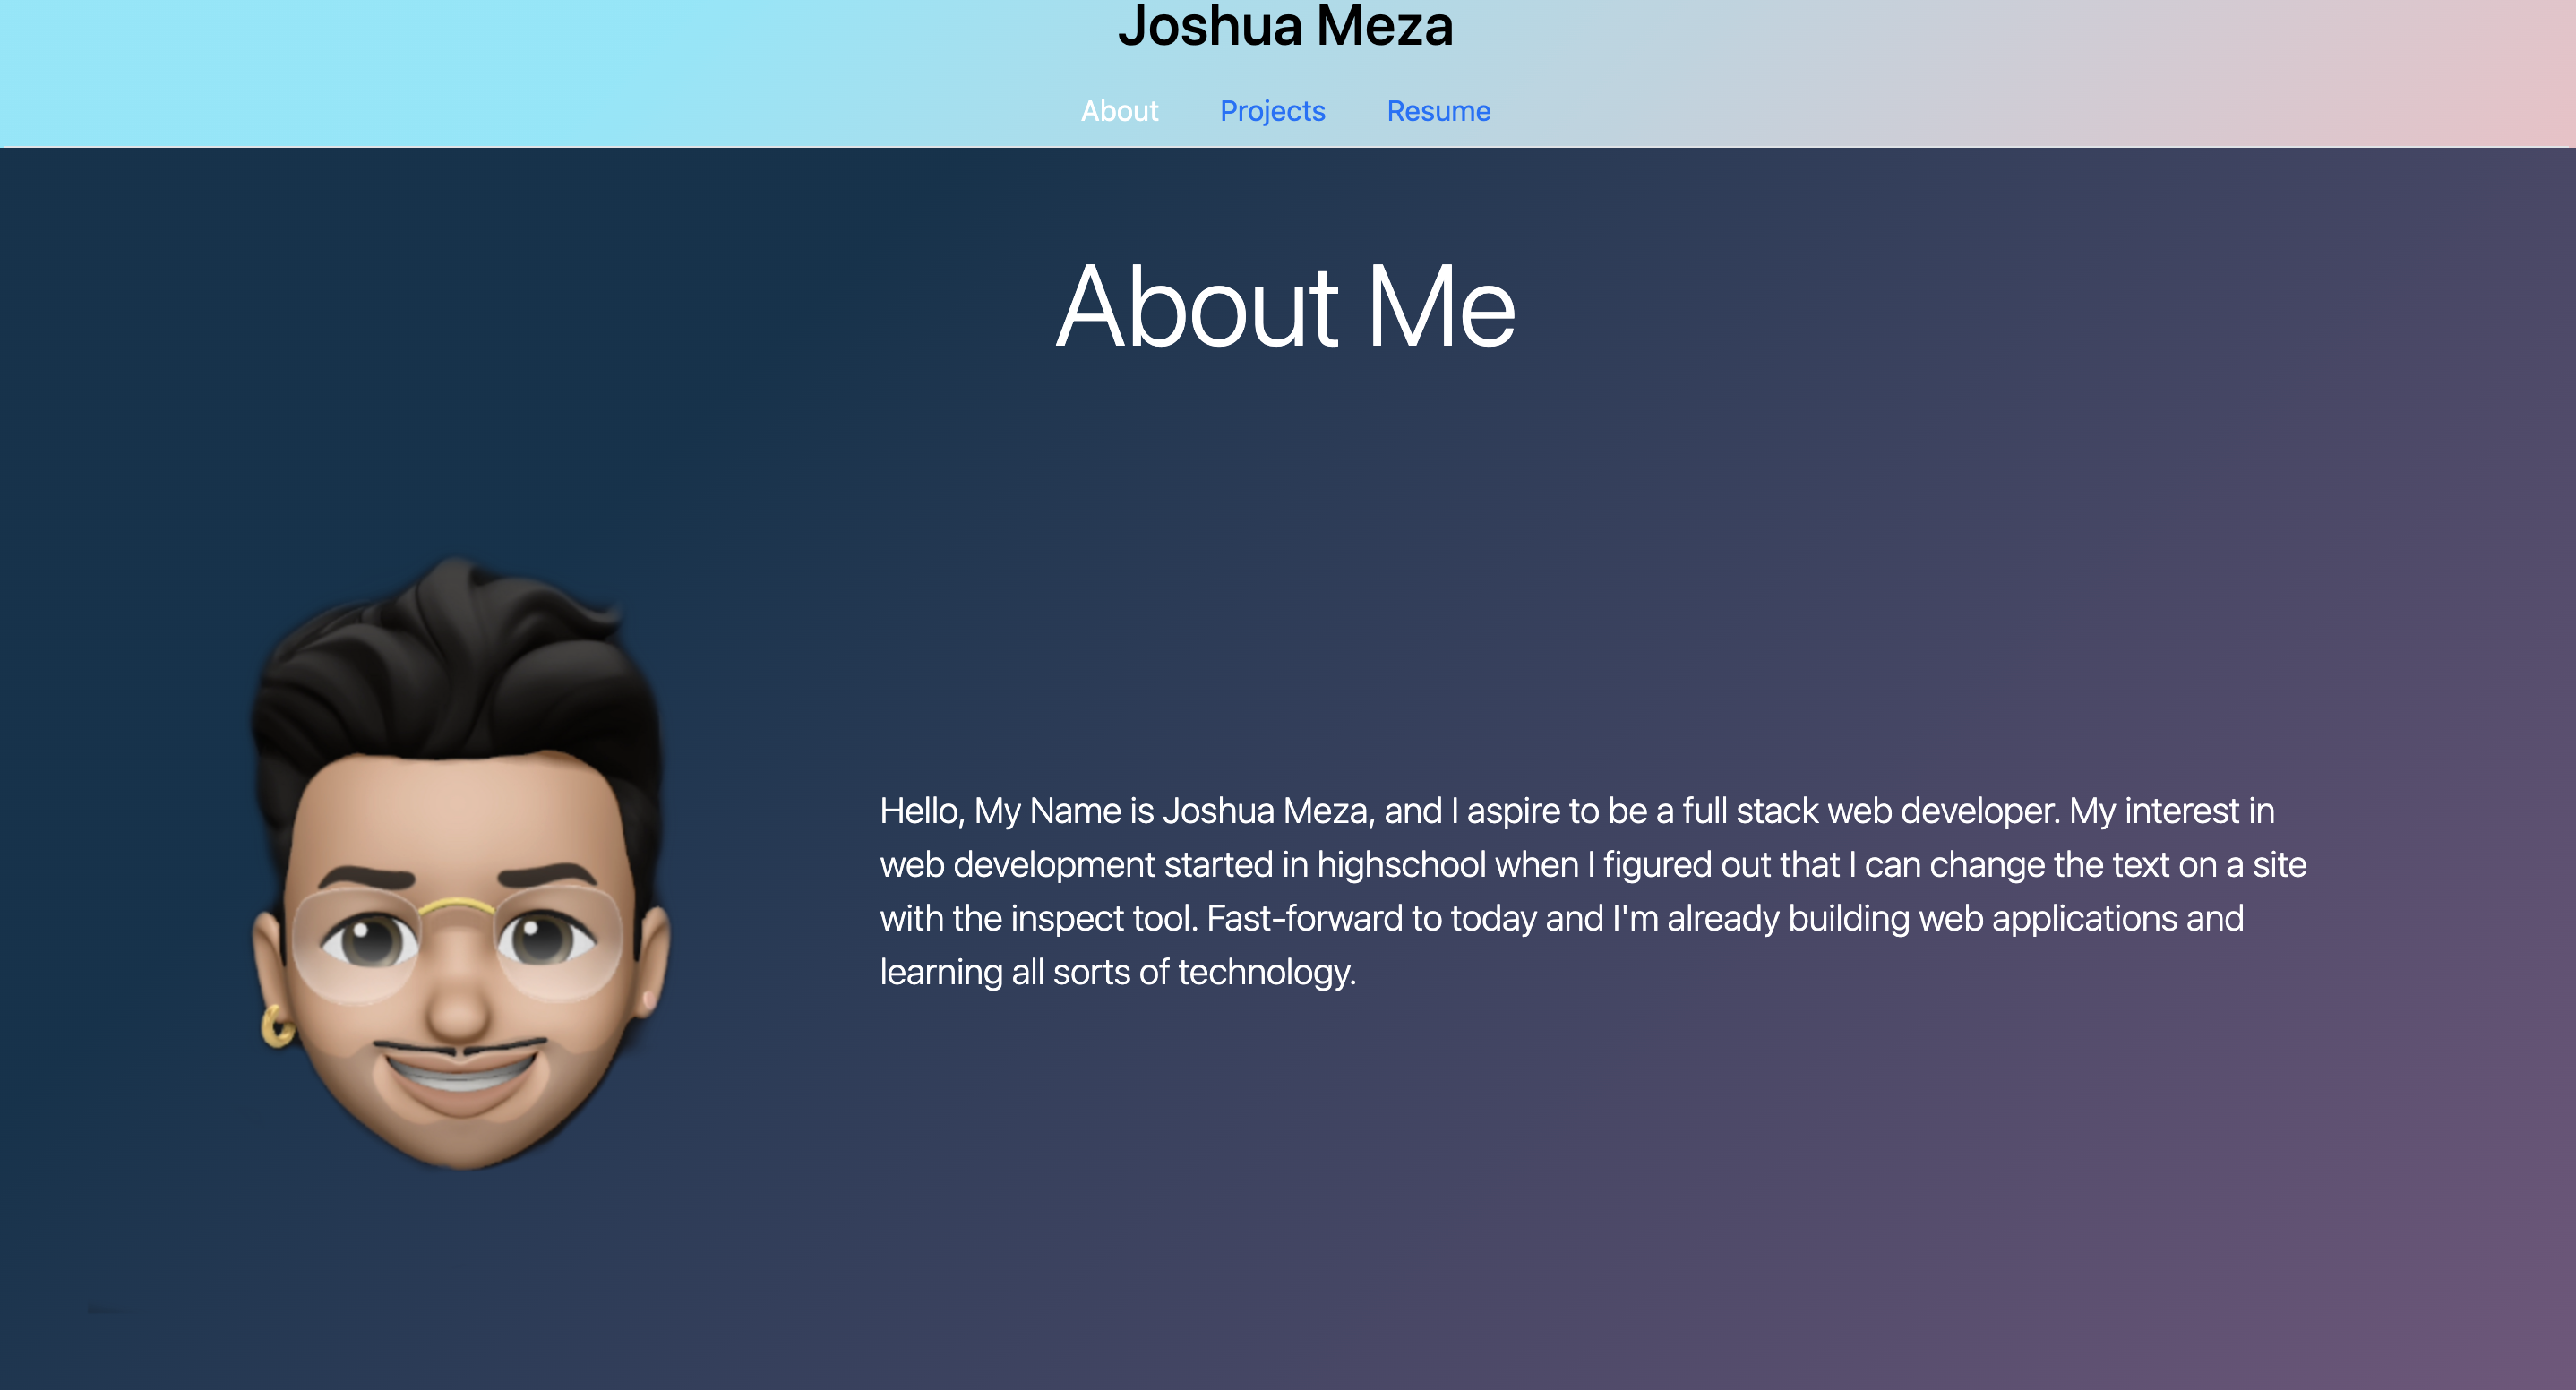 Joshua Meza
About Projects Resume
About Me
Hello, My Name is Joshua Meza, and I aspire to be a full stack web developer. My interest in
web development started in highschool when I figured out that I can change the text on a site
with the inspect tool. Fast-forward to today and I'm already building web applications and
learning all sorts of technology.